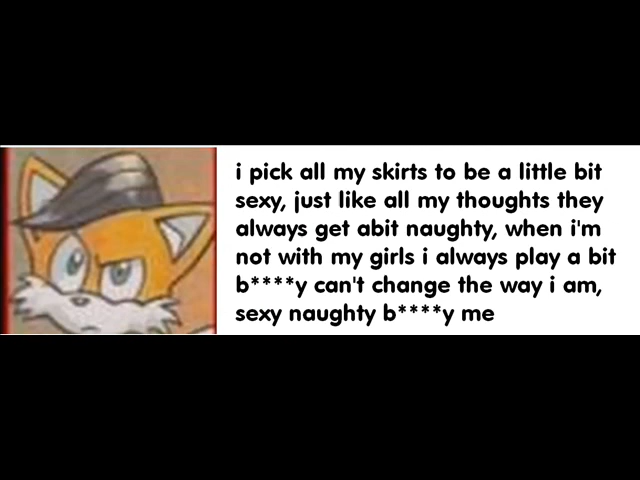 i pick all my skirts to be a little bit
sexy, just like all my thoughts they
always get abit naughty, when i'm
not with my girls i always play a bit
b****y can't change the way i am,
sexy naughty b****y me